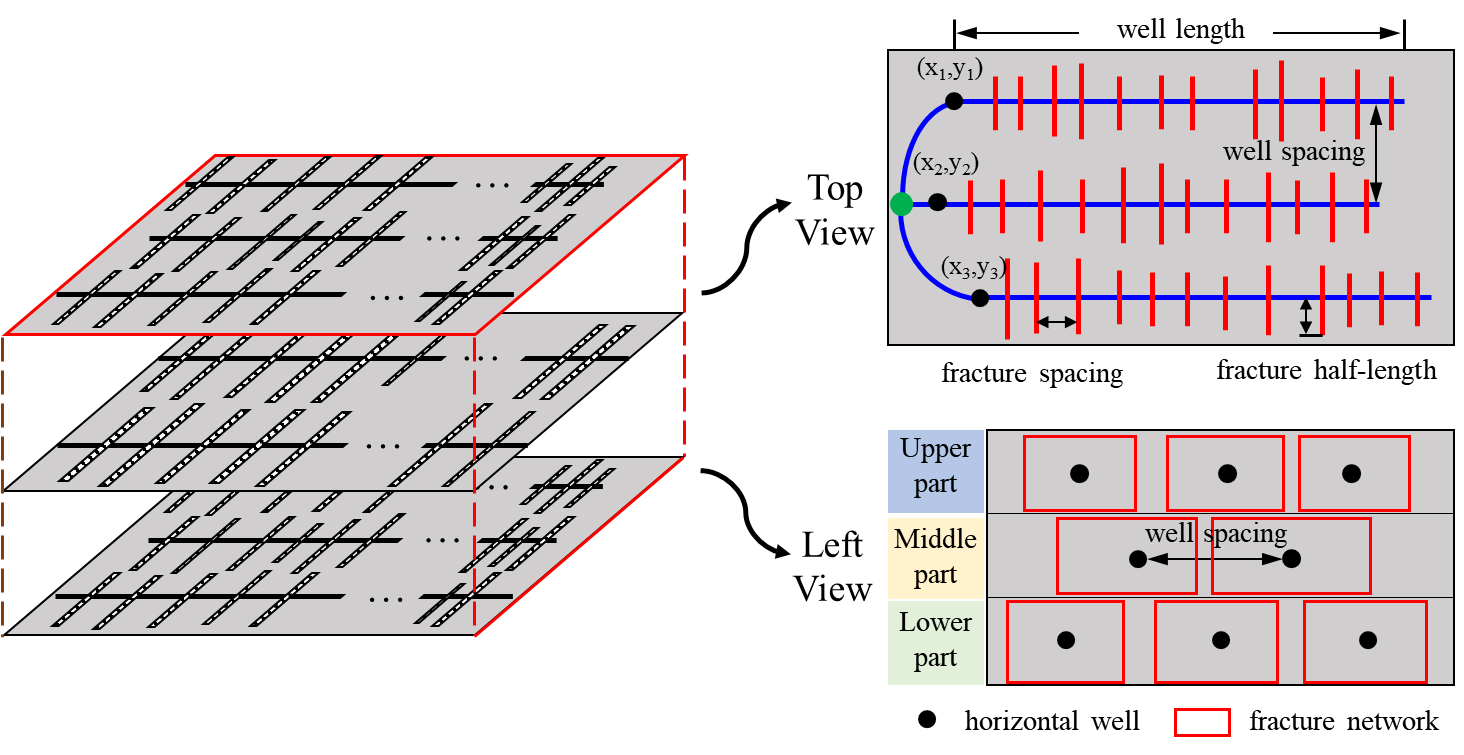 well length
(x₁,y₁)
well spacing
(x₂,y₂)
Top
View
(x₃,y₃)
fracture spacing
fracture half-length
...
...
...
...
...
...
...
...
Left
View
Upper
part
Middle
part
well spacing
Lower
part
horizontal well
fracture network